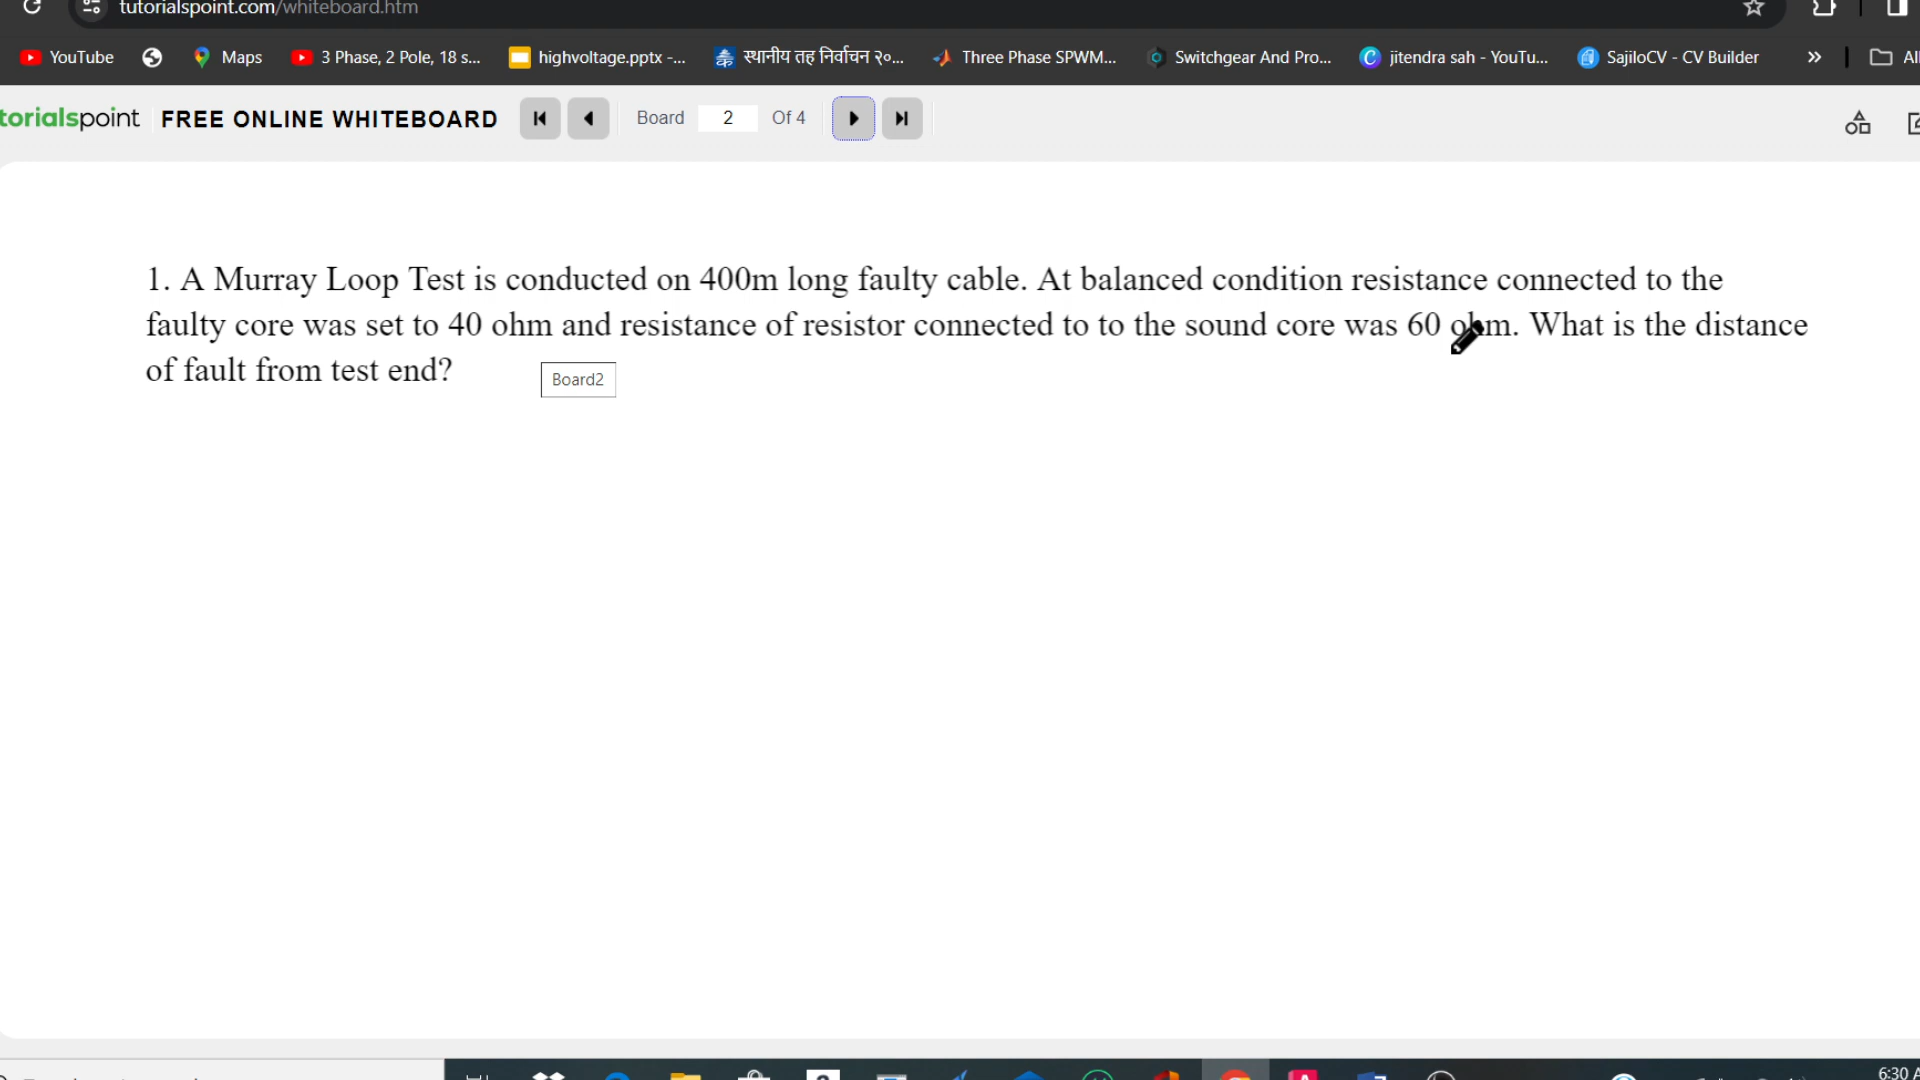 tutorialspoint.com/whiteboard.htm
YouTube Maps 3 Phase, 2 Pole, 18 s... highvoltage.pptx -... स्थानीय तह निर्वाचन २०... Three Phase SPWM... Switchgear And Pro... jitendra sah - YouTu... SajiloCV - CV Builder » All
torialspoint FREE ONLINE WHITEBOARD Board 2 Of 4
1. A Murray Loop Test is conducted on 400m long faulty cable. At balanced condition resistance connected to the
faulty core was set to 40 ohm and resistance of resistor connected to to the sound core was 60 ohm. What is the distance
of fault from test end?
Board2
6:30 A